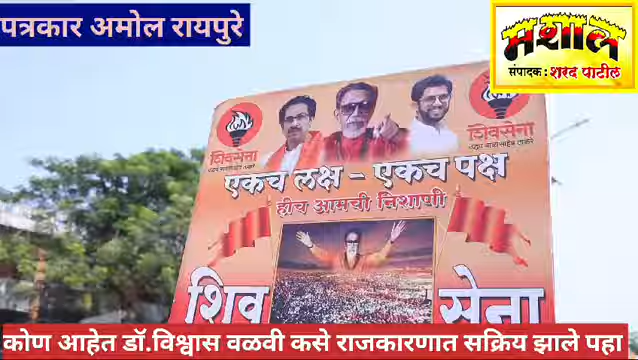 पत्रकार अमोल रायपुरे
मशाल
संपादक : शरद पाटील
शिवसेना
शिवसेना
एकच लक्ष - एकच पक्ष
हीच आमची निशाणी
शिव सेना
कोण आहेत डॉ.विश्वास वळवी कसे राजकारणात सक्रिय झाले पहा